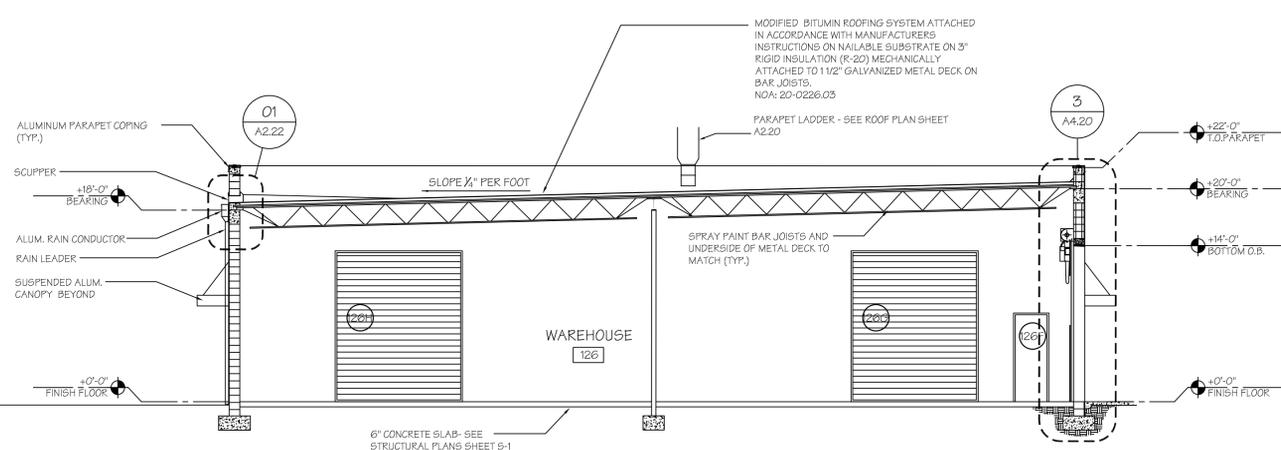 MODIFIED BITUMIN ROOFING SYSTEM ATTACHED
IN ACCORDANCE WITH MANUFACTURERS
INSTRUCTIONS ON NAILABLE SUBSTRATE ON 3"
RIGID INSULATION (R-20) MECHANICALLY
ATTACHED TO 1 1/2" GALVANIZED METAL DECK ON
BAR JOISTS.
NOA: 20-0226.03
PARAPET LADDER - SEE ROOF PLAN SHEET
A2.20
01
A2.22
3
A4.20
ALUMINUM PARAPET COPING
(TYP.)
SCUPPER
+18'-0"
BEARING
ALUM. RAIN CONDUCTOR
RAIN LEADER
SUSPENDED ALUM.
CANOPY BEYOND
+0'-0"
FINISH FLOOR
SLOPE 1/4" PER FOOT
SPRAY PAINT BAR JOISTS AND
UNDERSIDE OF METAL DECK TO
MATCH (TYP.)
126H
WAREHOUSE
126
126G
126F
+22'-0"
T.O.PARAPET
+20'-0"
BEARING
+14'-0"
BOTTOM O.B.
+0'-0"
FINISH FLOOR
6" CONCRETE SLAB- SEE
STRUCTURAL PLANS SHEET S-1